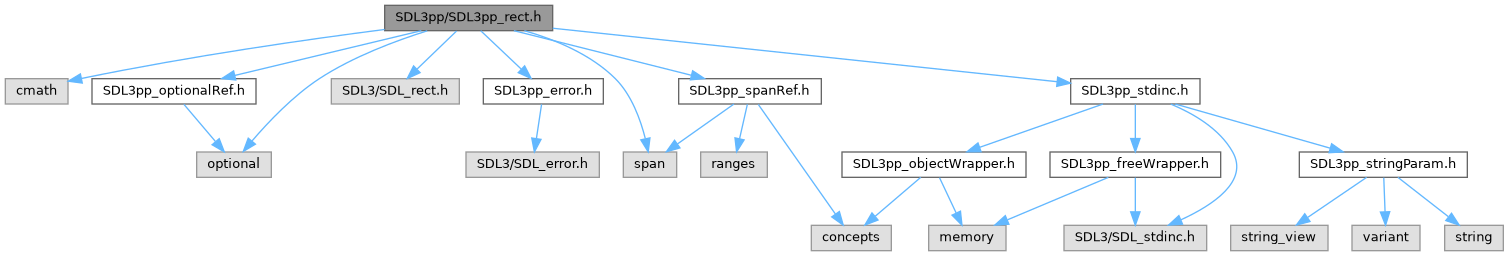 SDL3pp/SDL3pp_rect.h
cmath
SDL3pp_optionalRef.h
SDL3/SDL_rect.h
SDL3pp_error.h
SDL3pp_spanRef.h
SDL3pp_stdinc.h
optional
SDL3/SDL_error.h
span
ranges
SDL3pp_objectWrapper.h
SDL3pp_freeWrapper.h
SDL3pp_stringParam.h
concepts
memory
SDL3/SDL_stdinc.h
string_view
variant
string